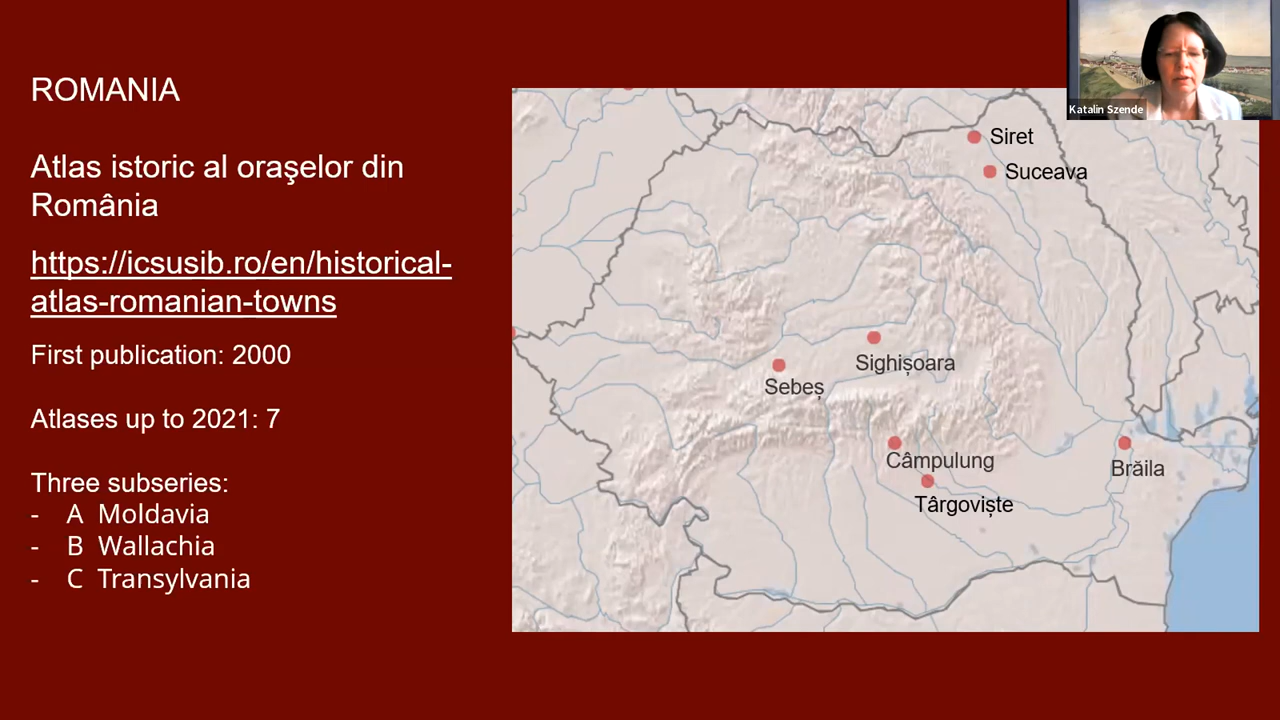 ROMANIA
Atlas istoric al oraşelor din
România
https://icsusib.ro/en/historical-
atlas-romanian-towns
First publication: 2000
Atlases up to 2021: 7
Three subseries:
- A Moldavia
- B Wallachia
- C Transylvania
Katalin Szende
Siret
Suceava
Sighișoara
Sebeș
Câmpulung
Brăila
Târgoviște